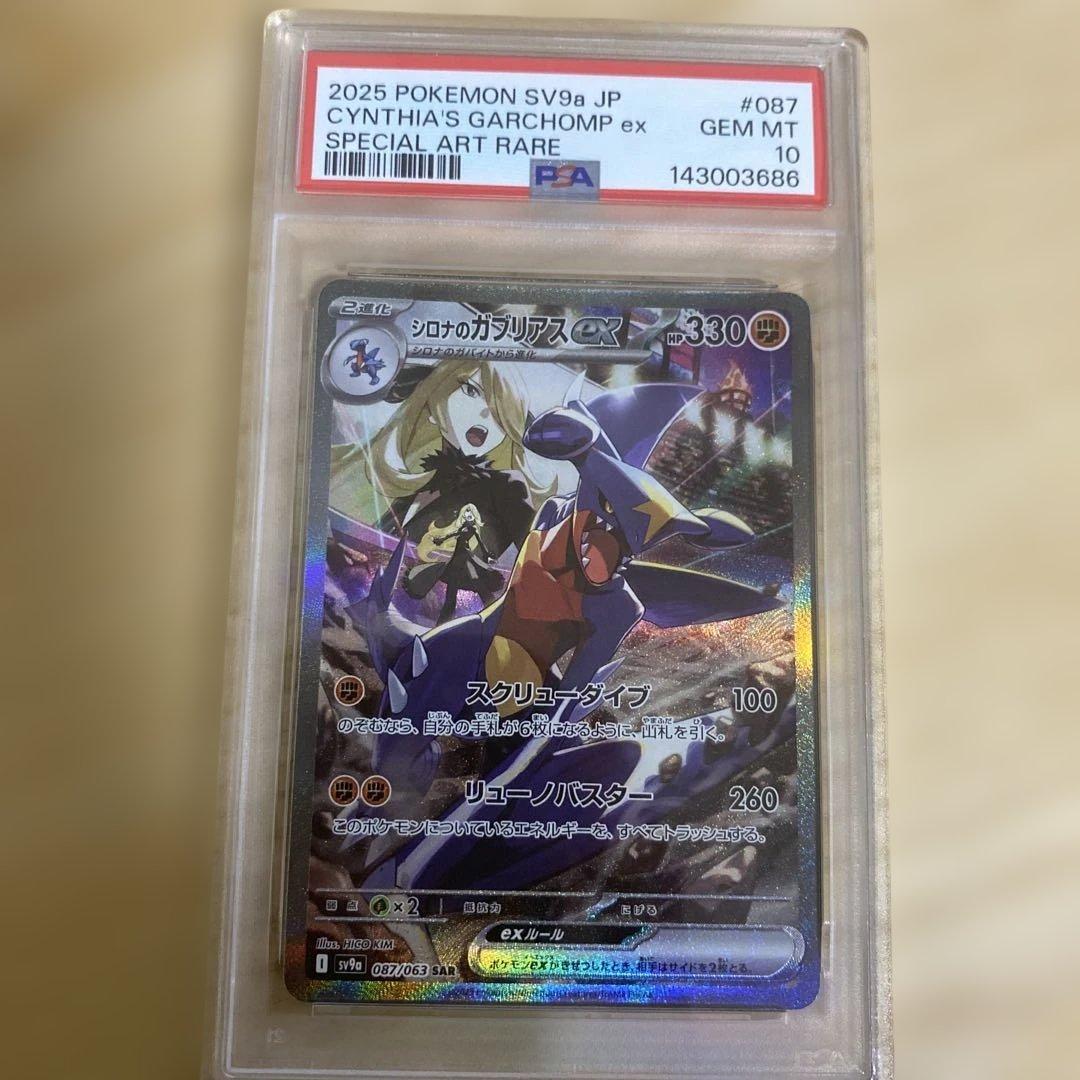 2025 POKEMON SV9a JP #087
CYNTHIA'S GARCHOMP ex GEM MT
SPECIAL ART RARE 10
PSA 143003686
2進化 シロナのガブリアスex HP330
シロナのガバイトから進化
スクリューダイブ 100
のぞむなら、自分の手札が6枚になるように、山札を引く。
リューノバスター 260
このポケモンについているエネルギーを、すべてトラッシュする。
弱点 ×2 抵抗力 にげる
Illus. HICO KIM
exルール
I sv9a 087/063 SAR
ポケモンexがきぜつしたとき、相手はサイドを2枚とる。
PSA